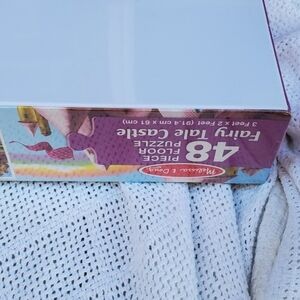 Melissa & Doug
48 PIECE
FLOOR
PUZZLE
Fairy Tale Castle
3 Feet x 2 Feet (91.4 cm x 61 cm)